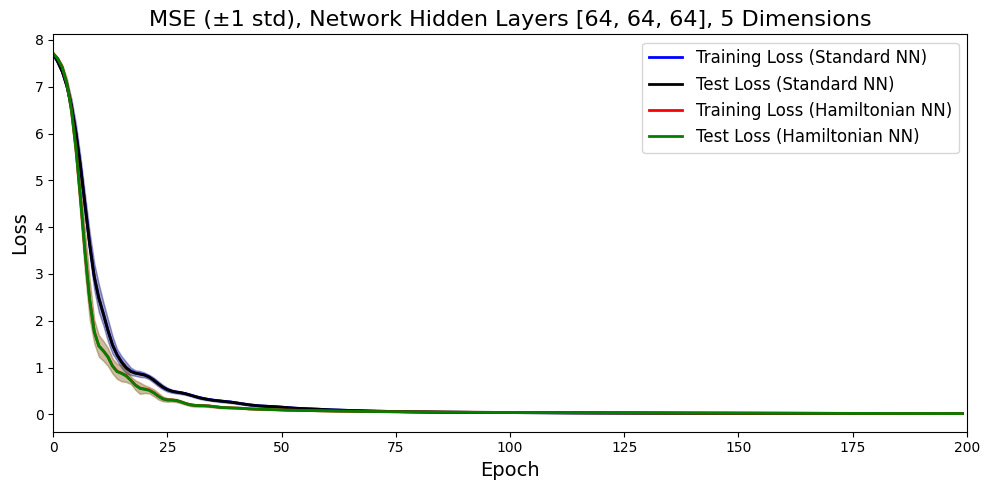 MSE (±1 std), Network Hidden Layers [64, 64, 64], 5 Dimensions
Training Loss (Standard NN)
Test Loss (Standard NN)
Training Loss (Hamiltonian NN)
Test Loss (Hamiltonian NN)
Loss
8
7
6
5
4
3
2
1
0
0 25 50 75 100 125 150 175 200
Epoch